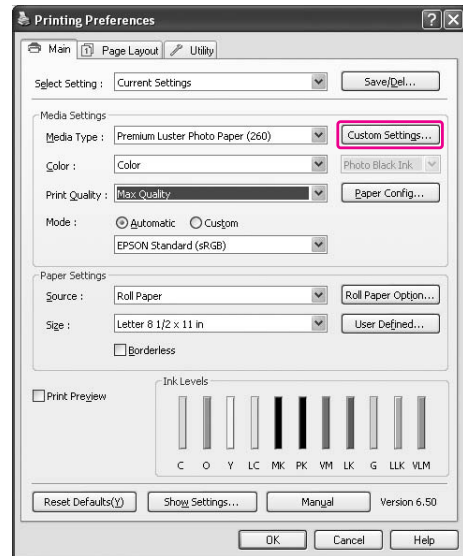 Printing Preferences
Main Page Layout Utility
Select Setting : Current Settings Save/Del...
Media Settings
Media Type : Premium Luster Photo Paper (260) Custom Settings...
Color : Color Photo Black Ink
Print Quality : Max Quality Paper Config...
Mode : Automatic Custom
EPSON Standard (sRGB)
Paper Settings
Source : Roll Paper Roll Paper Option...
Size : Letter 8 1/2 x 11 in User Defined...
Borderless
Print Preview
Ink Levels
C O Y LC MK PK VM LK G LLK VLM
Reset Defaults(Y) Show Settings... Manual Version 6.50
OK Cancel Help